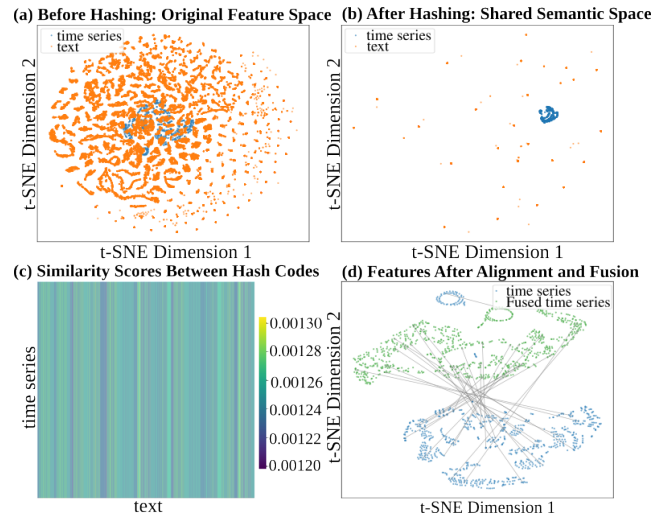 (a) Before Hashing: Original Feature Space
time series
text
t-SNE Dimension 2
t-SNE Dimension 1
(b) After Hashing: Shared Semantic Space
time series
text
t-SNE Dimension 2
t-SNE Dimension 1
(c) Similarity Scores Between Hash Codes
time series
text
0.00130
0.00128
0.00126
0.00124
0.00122
0.00120
(d) Features After Alignment and Fusion
time series
Fused time series
t-SNE Dimension 2
t-SNE Dimension 1